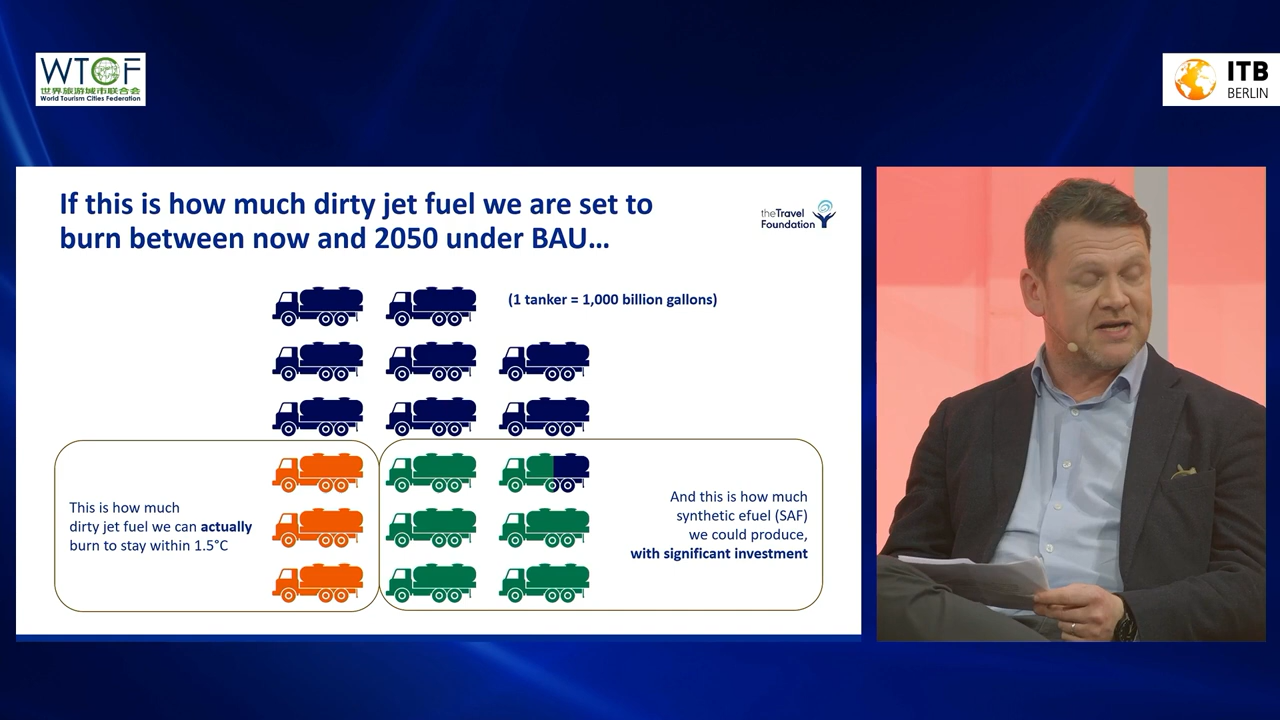 WTCF
世界旅游城市联合会
World Tourism Cities Federation
ITB
BERLIN
If this is how much dirty jet fuel we are set to
burn between now and 2050 under BAU...
theTravel
Foundation
(1 tanker = 1,000 billion gallons)
This is how much
dirty jet fuel we can actually
burn to stay within 1.5°C
And this is how much
synthetic efuel (SAF)
we could produce,
with significant investment